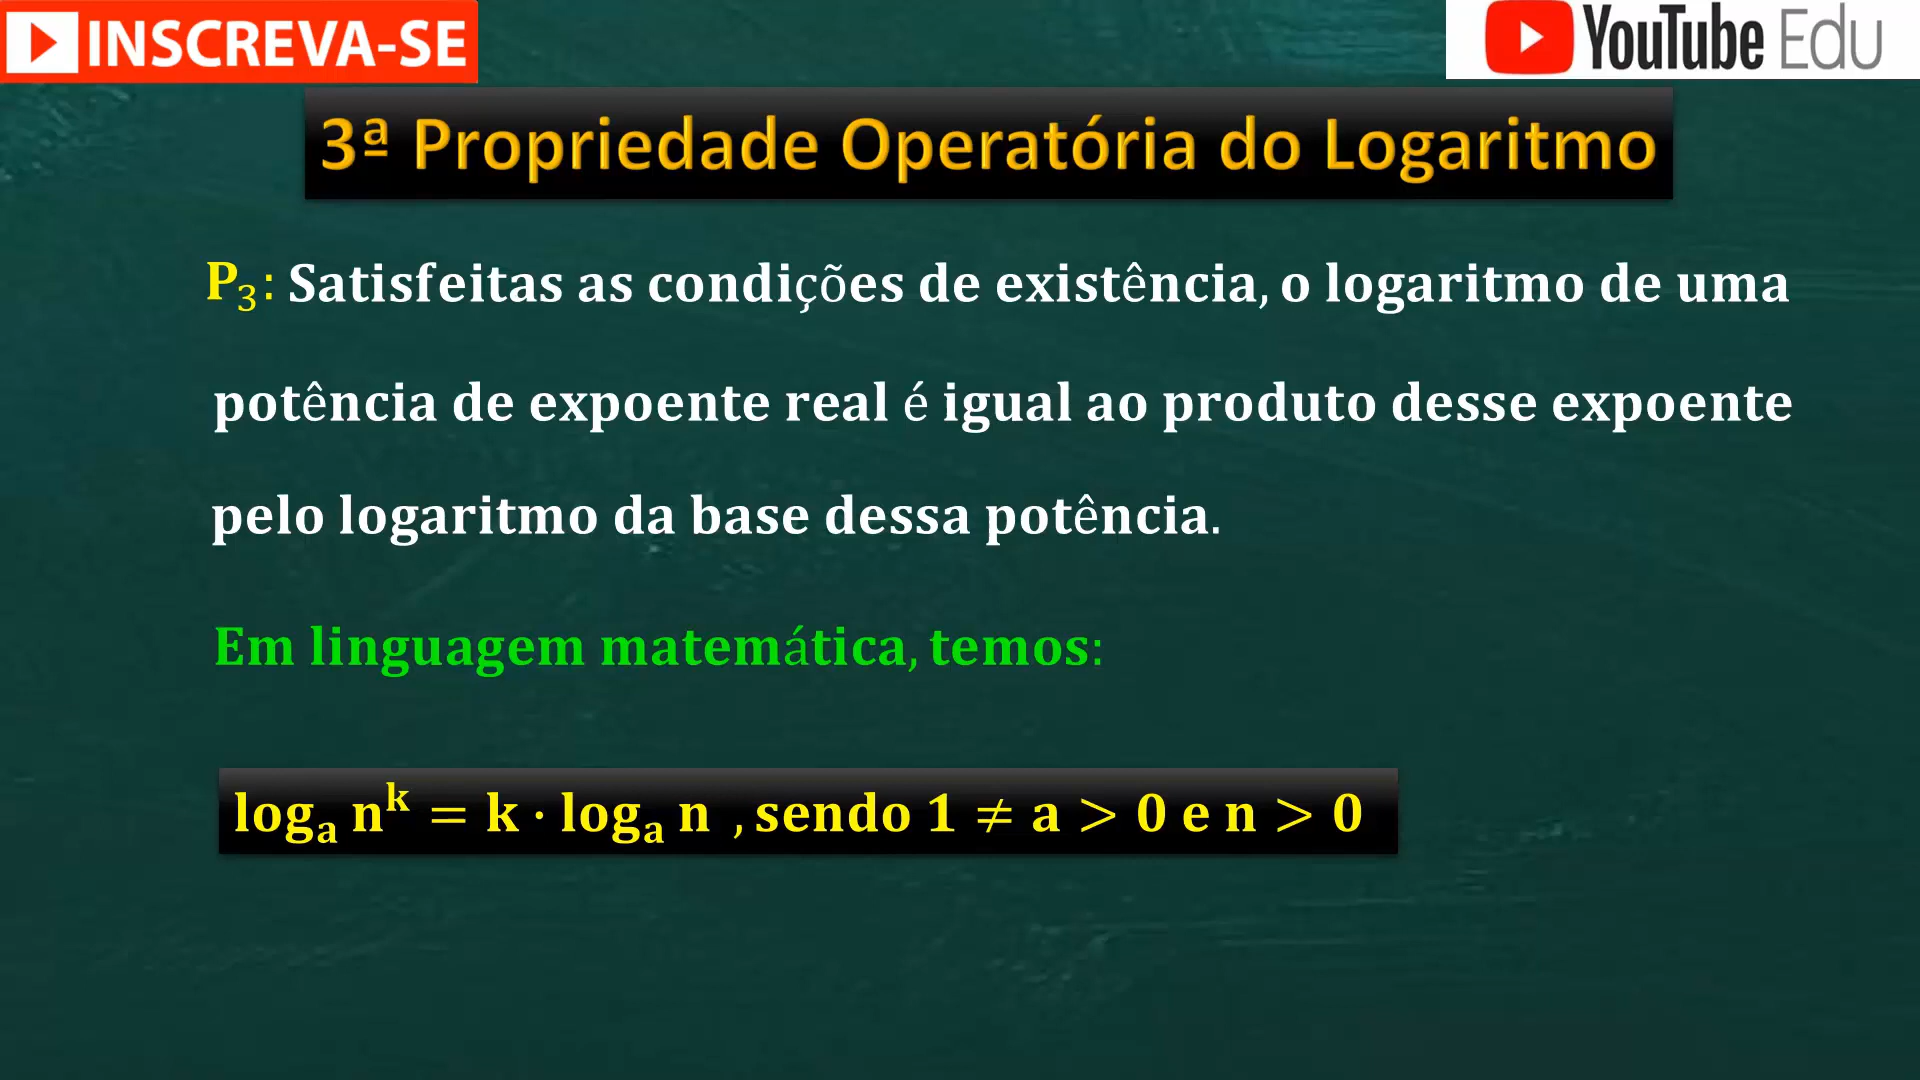 INSCREVA-SE
YouTube Edu
3ª Propriedade Operatória do Logaritmo
P₃: Satisfeitas as condições de existência, o logaritmo de uma
potência de expoente real é igual ao produto desse expoente
pelo logaritmo da base dessa potência.
Em linguagem matemática, temos:
logₐ nᵏ = k · logₐ n , sendo 1 ≠ a > 0 e n > 0